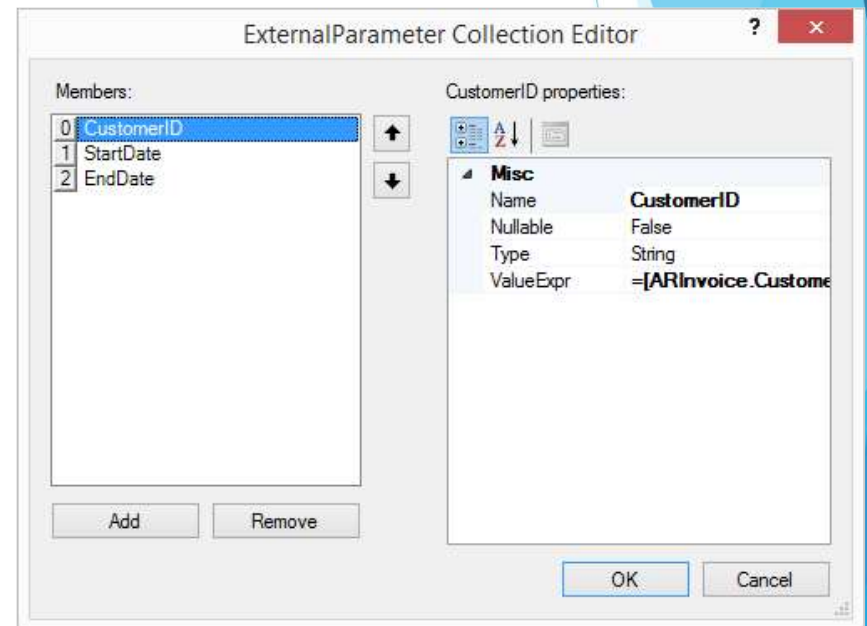 ExternalParameter Collection Editor
?
×
Members:
0 CustomerID
1 StartDate
2 EndDate
Add
Remove
CustomerID properties:
A
Z
Misc
Name CustomerID
Nullable False
Type String
ValueExpr =[ARInvoice.Custome
OK
Cancel